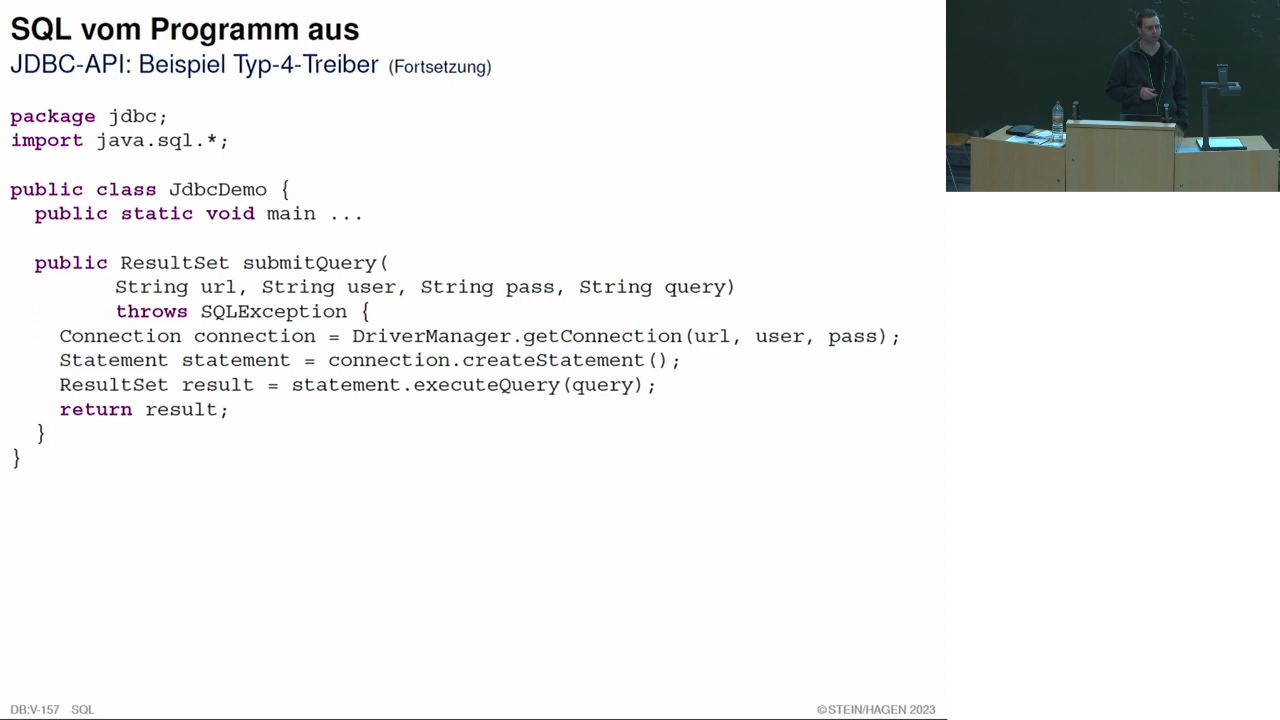 SQL vom Programm aus
JDBC-API: Beispiel Typ-4-Treiber (Fortsetzung)
package jdbc;
import java.sql.*;
public class JdbcDemo {
public static void main ...
public ResultSet submitQuery(
String url, String user, String pass, String query)
throws SQLException {
Connection connection = DriverManager.getConnection(url, user, pass);
Statement statement = connection.createStatement();
ResultSet result = statement.executeQuery(query);
return result;
}
}
DB:V-157 SQL
©STEIN/HAGEN 2023